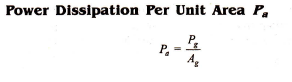 Power Dissipation Per Unit Area Pa
Pa = Pg / Ag